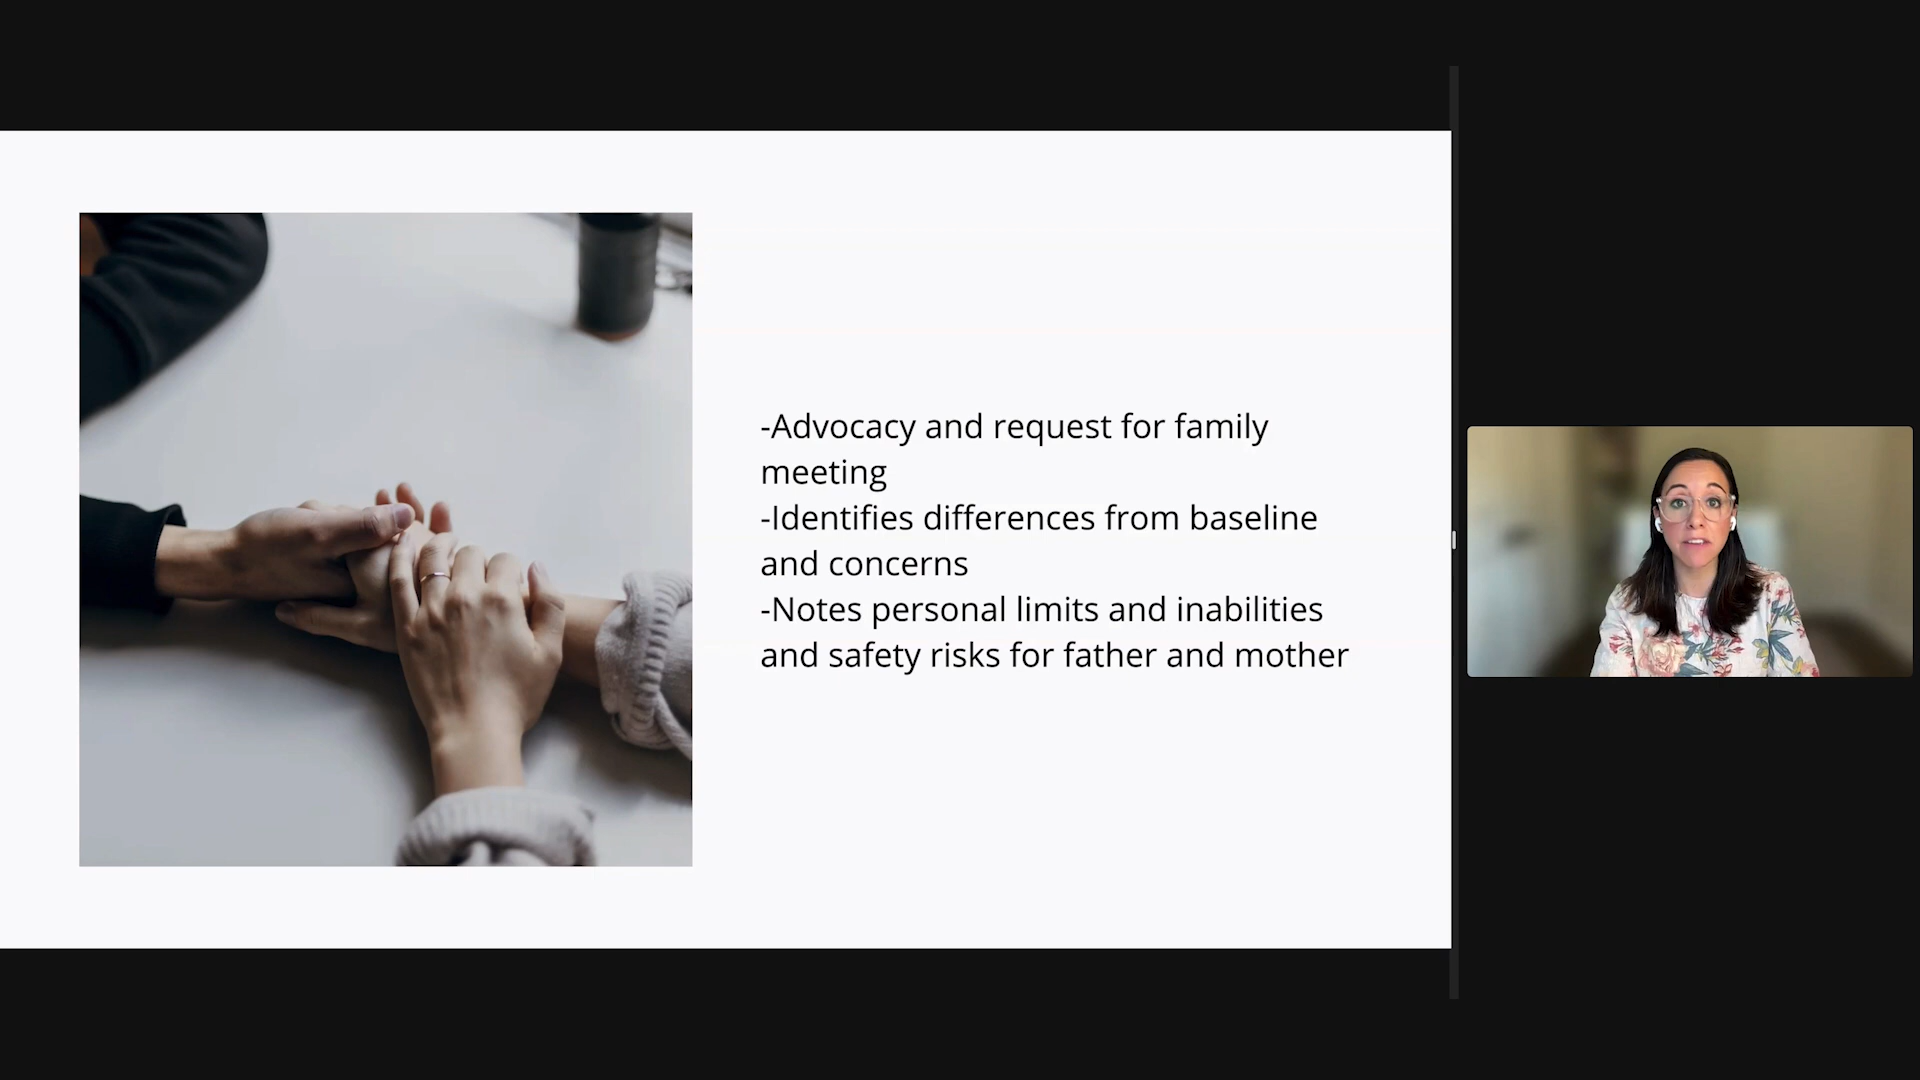 -Advocacy and request for family
meeting
-Identifies differences from baseline
and concerns
-Notes personal limits and inabilities
and safety risks for father and mother